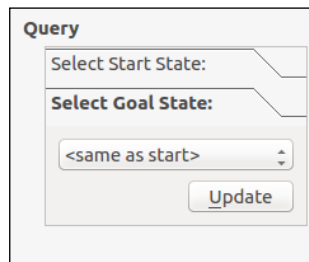 Query
Select Start State:
Select Goal State:
<same as start>
Update